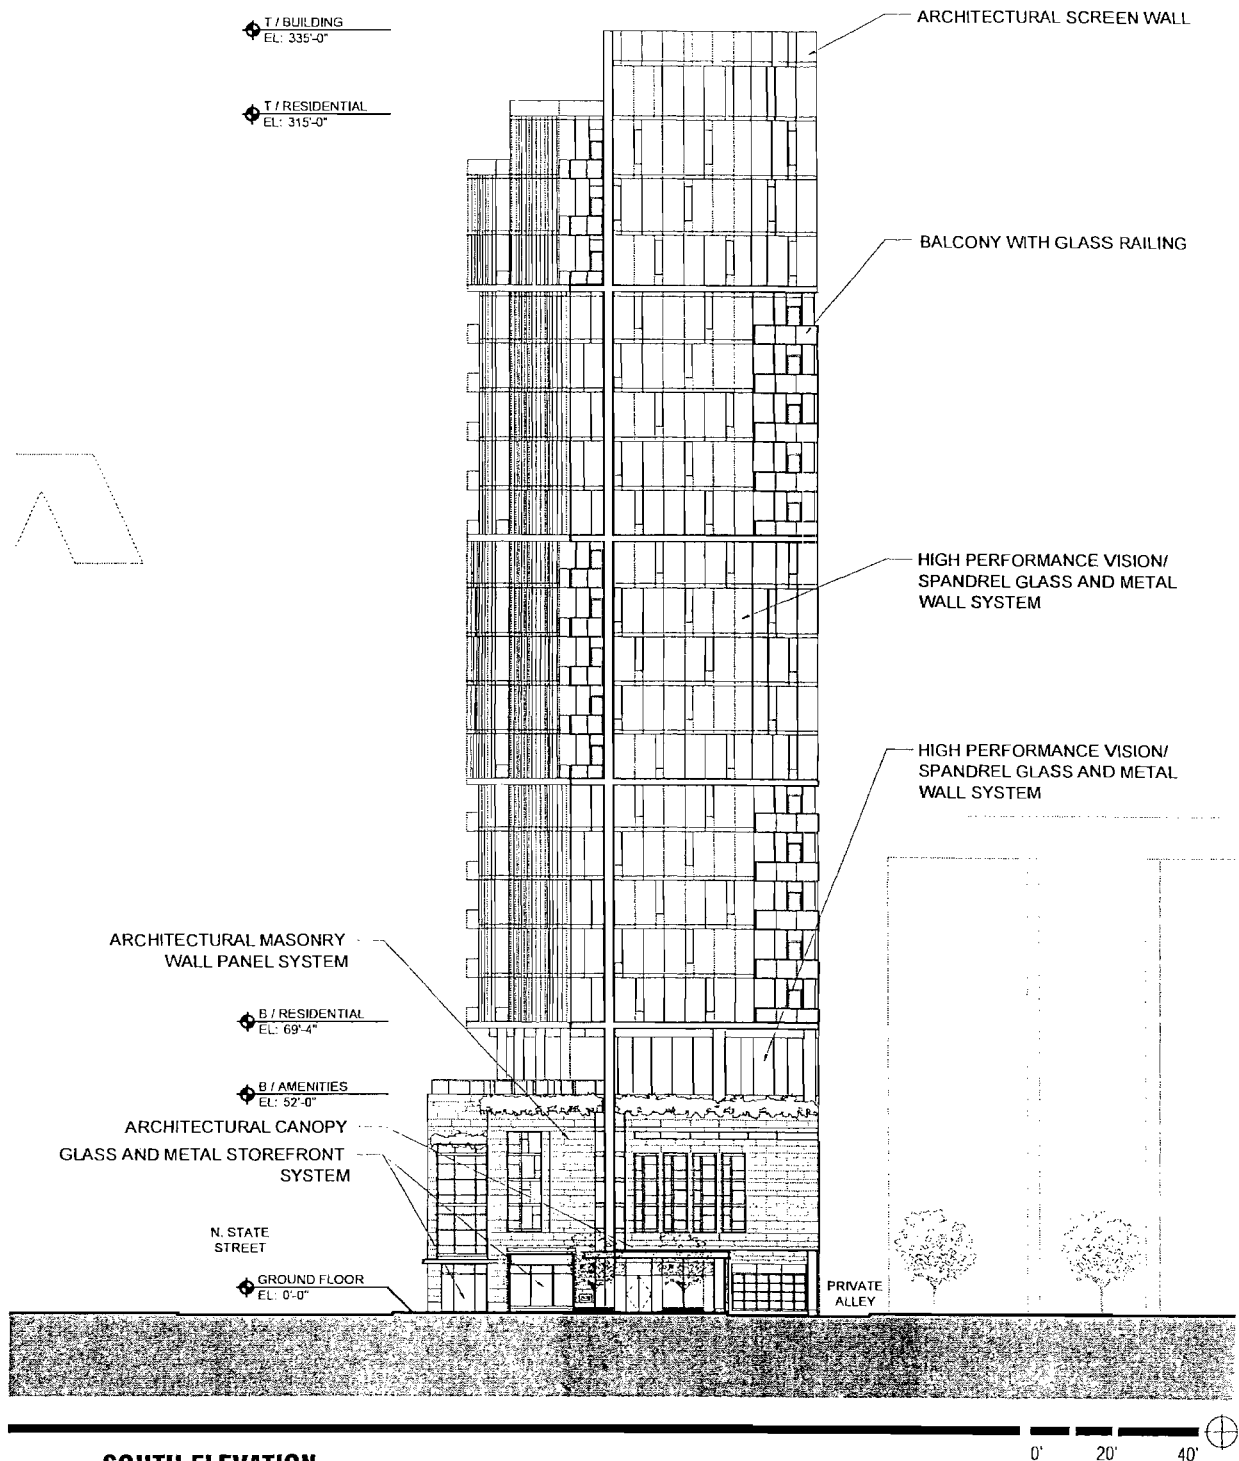 T / BUILDING
EL: 335'-0"
ARCHITECTURAL SCREEN WALL
T / RESIDENTIAL
EL: 315'-0"
BALCONY WITH GLASS RAILING
HIGH PERFORMANCE VISION/
SPANDREL GLASS AND METAL
WALL SYSTEM
HIGH PERFORMANCE VISION/
SPANDREL GLASS AND METAL
WALL SYSTEM
ARCHITECTURAL MASONRY
WALL PANEL SYSTEM
B / RESIDENTIAL
EL: 69'-4"
B / AMENITIES
EL: 52'-0"
ARCHITECTURAL CANOPY
GLASS AND METAL STOREFRONT
SYSTEM
N. STATE
STREET
GROUND FLOOR
EL: 0'-0"
PRIVATE
ALLEY
SOUTH ELEVATION
0' 20' 40'